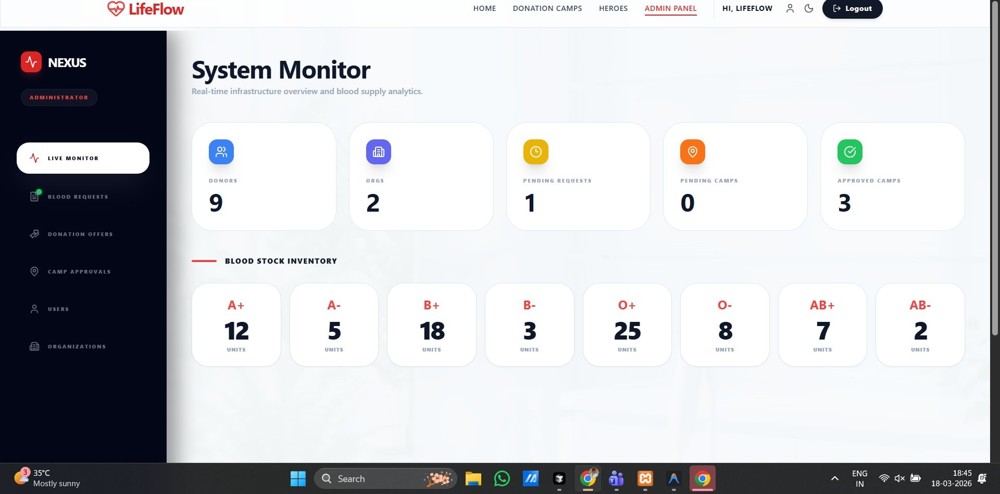 LifeFlow
HOME DONATION CAMPS HEROES ADMIN PANEL HI, LIFEFLOW Logout
NEXUS
ADMINISTRATOR
LIVE MONITOR
BLOOD REQUESTS
DONATION OFFERS
CAMP APPROVALS
USERS
ORGANIZATIONS
System Monitor
Real-time infrastructure overview and blood supply analytics.
DONORS
9
ORGS
2
PENDING REQUESTS
1
PENDING CAMPS
0
APPROVED CAMPS
3
BLOOD STOCK INVENTORY
A+
12
UNITS
A-
5
UNITS
B+
18
UNITS
B-
3
UNITS
O+
25
UNITS
O-
8
UNITS
AB+
7
UNITS
AB-
2
UNITS
3
35°C
Mostly sunny
Search
ENG
IN
18:45
18-03-2026